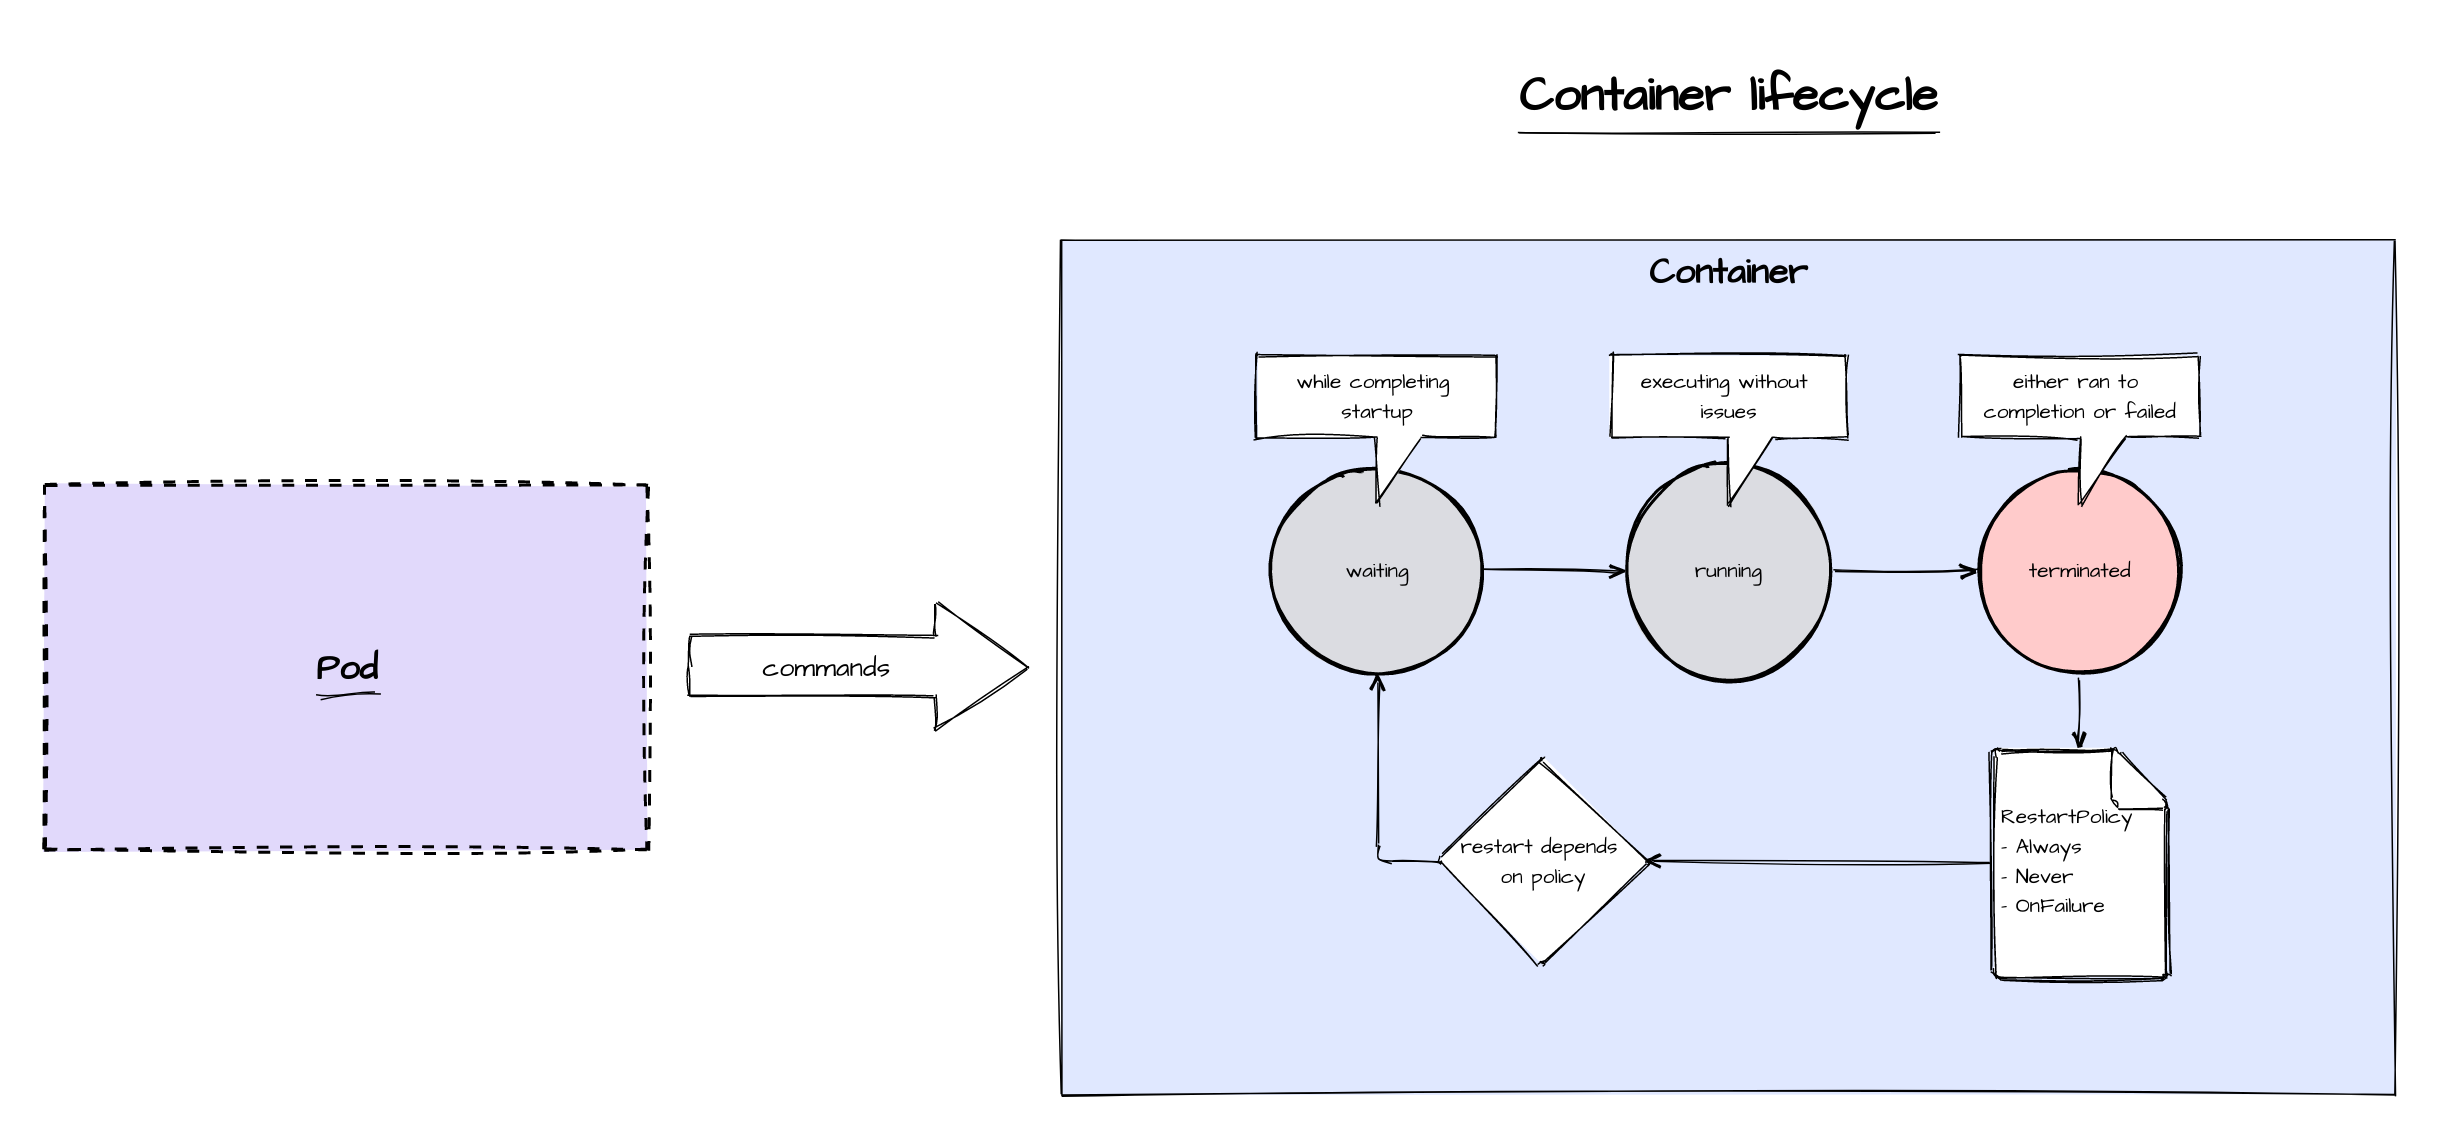 Container lifecycle
Container
while completing
startup
executing without
issues
either ran to
completion or failed
waiting
running
terminated
Pod
commands
restart depends
on policy
RestartPolicy
- Always
- Never
- OnFailure